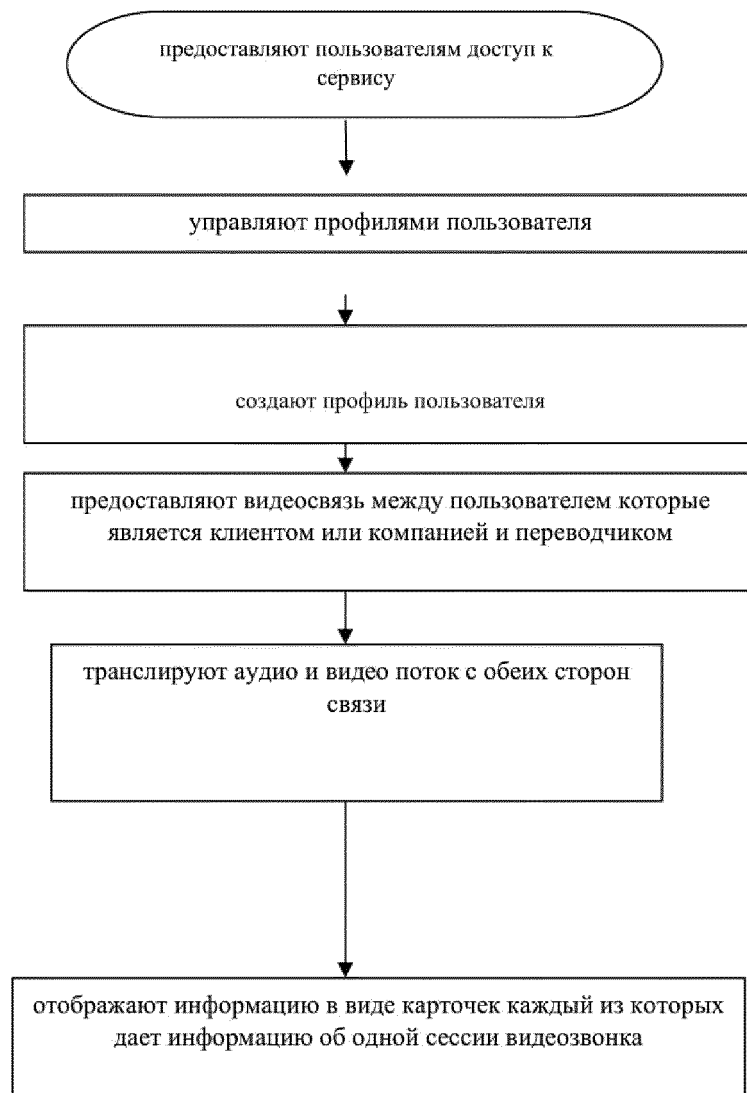 предоставляют пользователям доступ к
сервису
управляют профилями пользователя
создают профиль пользователя
предоставляют видеосвязь между пользователем которые
является клиентом или компанией и переводчиком
транслируют аудио и видео поток с обеих сторон
связи
отображают информацию в виде карточек каждый из которых
дает информацию об одной сессии видеозвонка